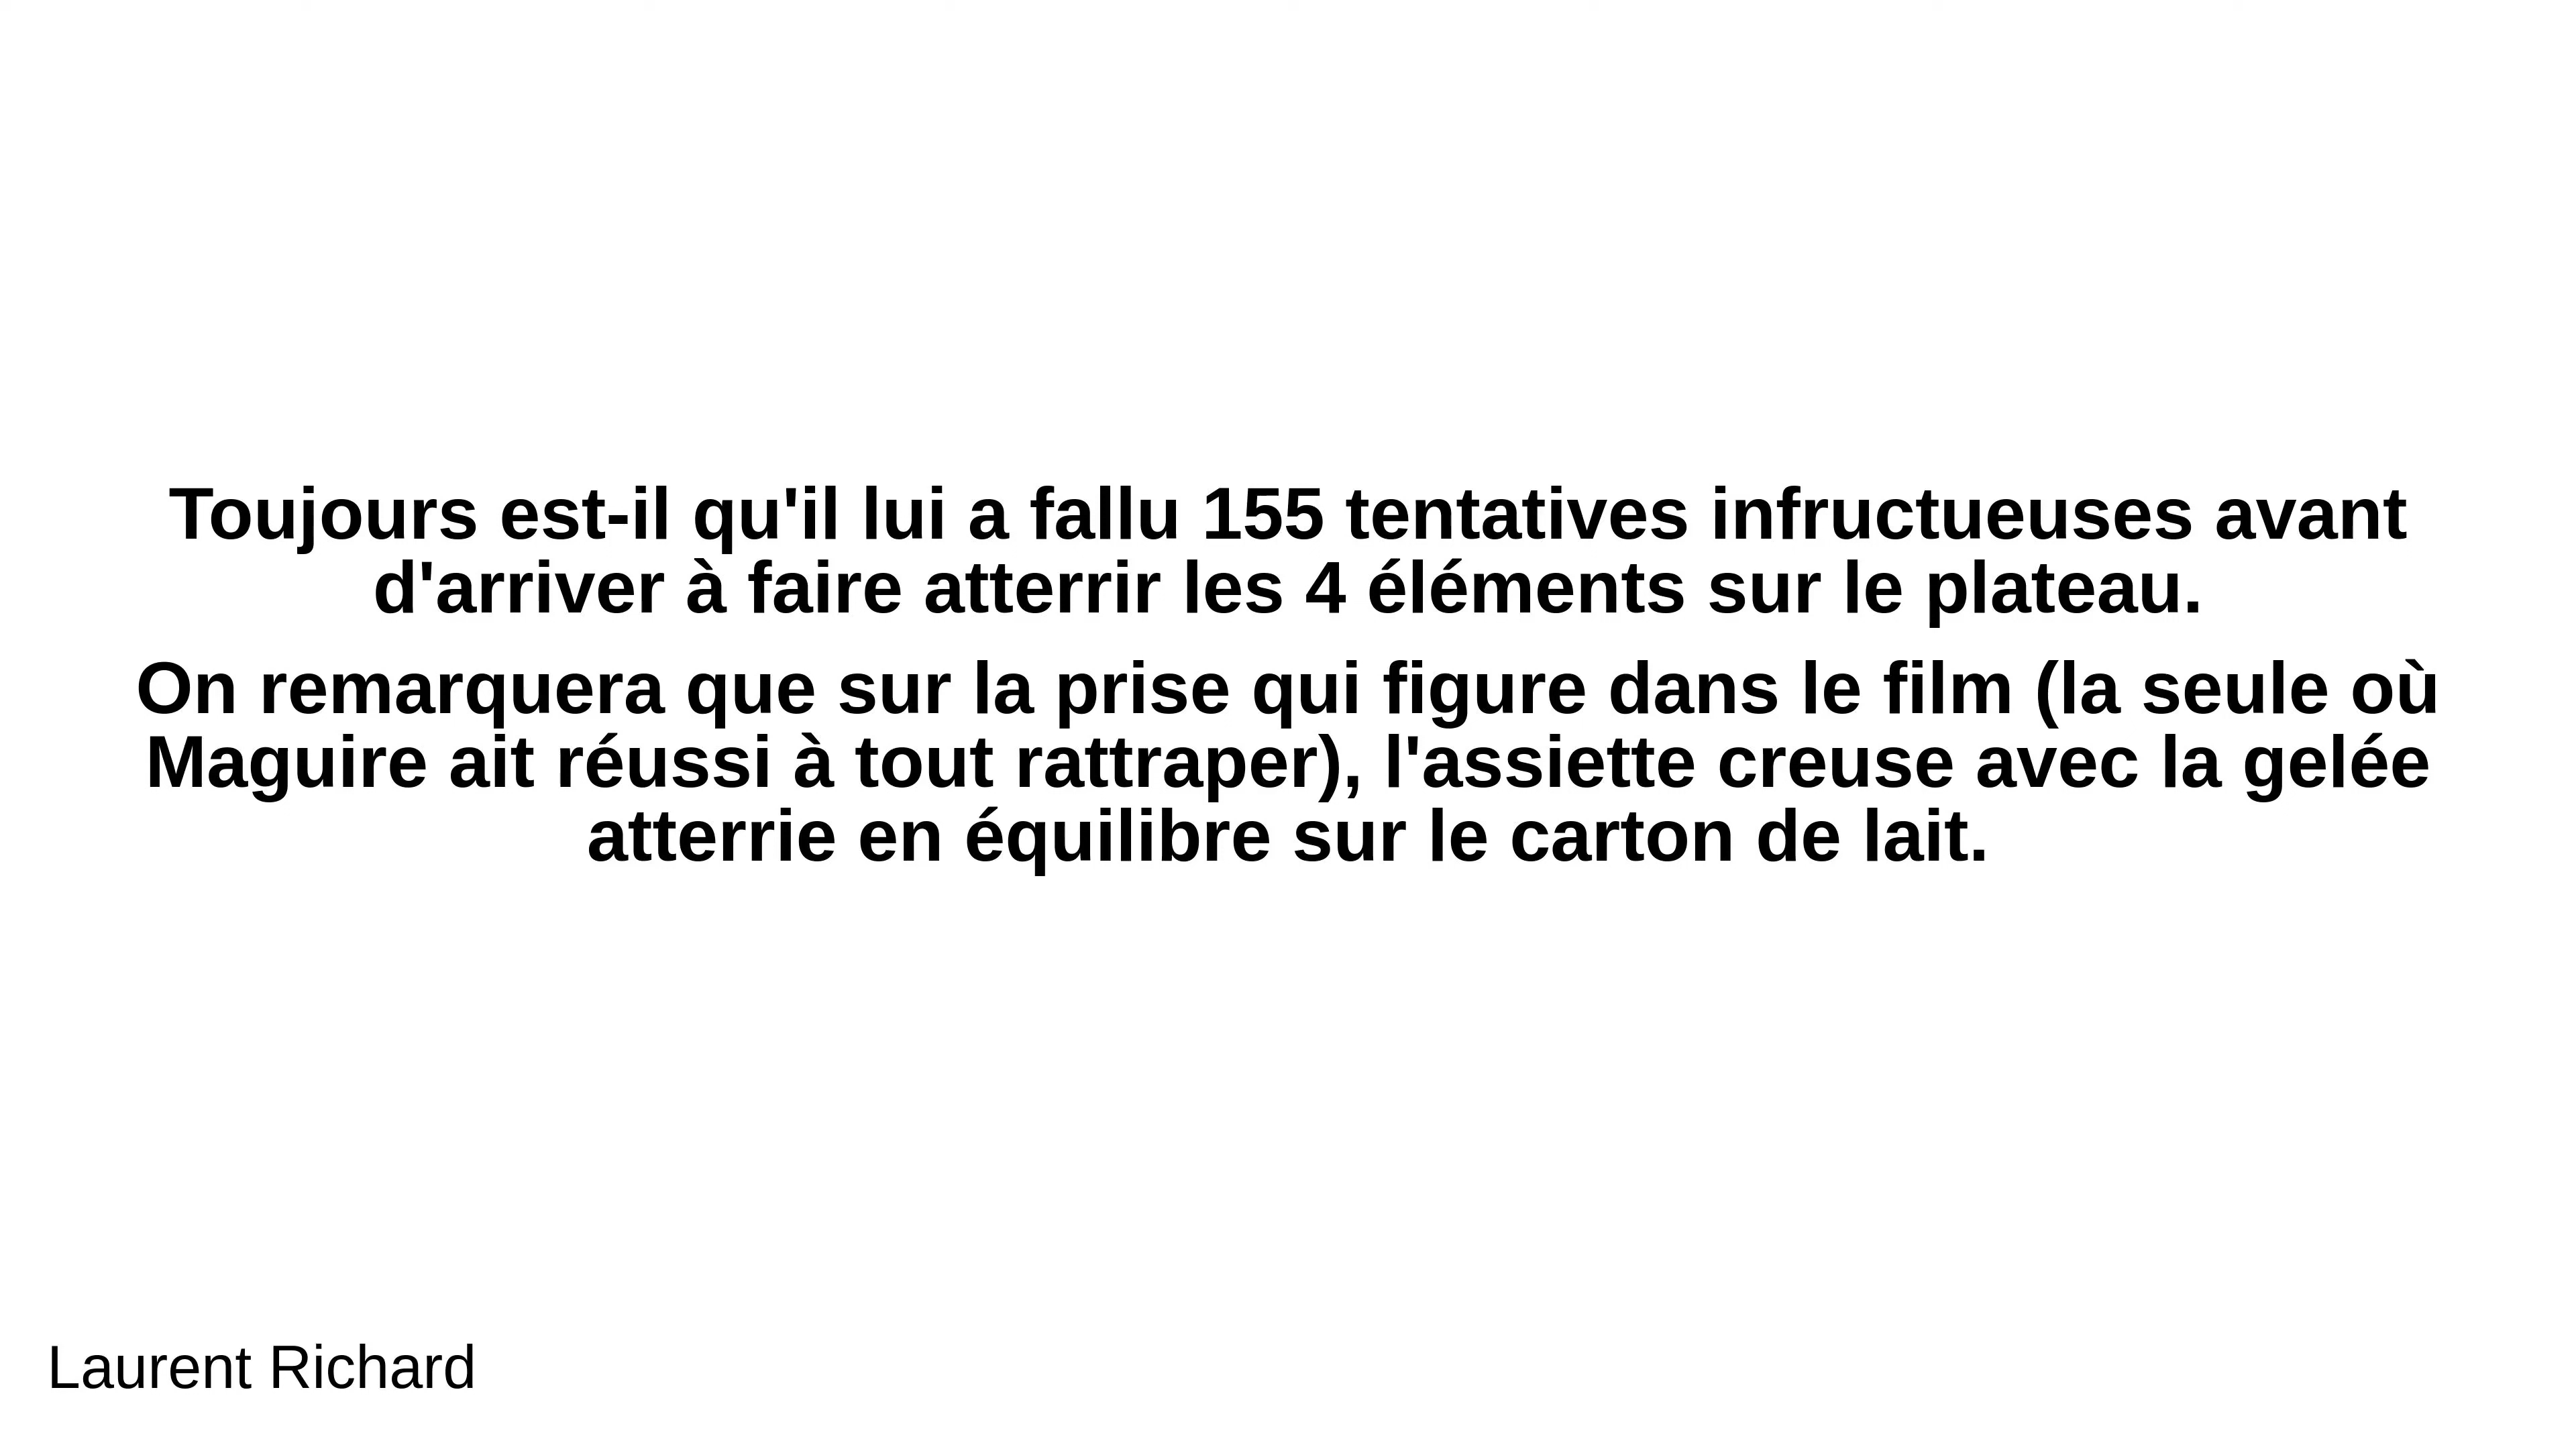 Toujours est-il qu'il lui a fallu 155 tentatives infructueuses avant
d'arriver à faire atterrir les 4 éléments sur le plateau.
On remarquera que sur la prise qui figure dans le film (la seule où
Maguire ait réussi à tout rattraper), l'assiette creuse avec la gelée
atterrie en équilibre sur le carton de lait.
Laurent Richard